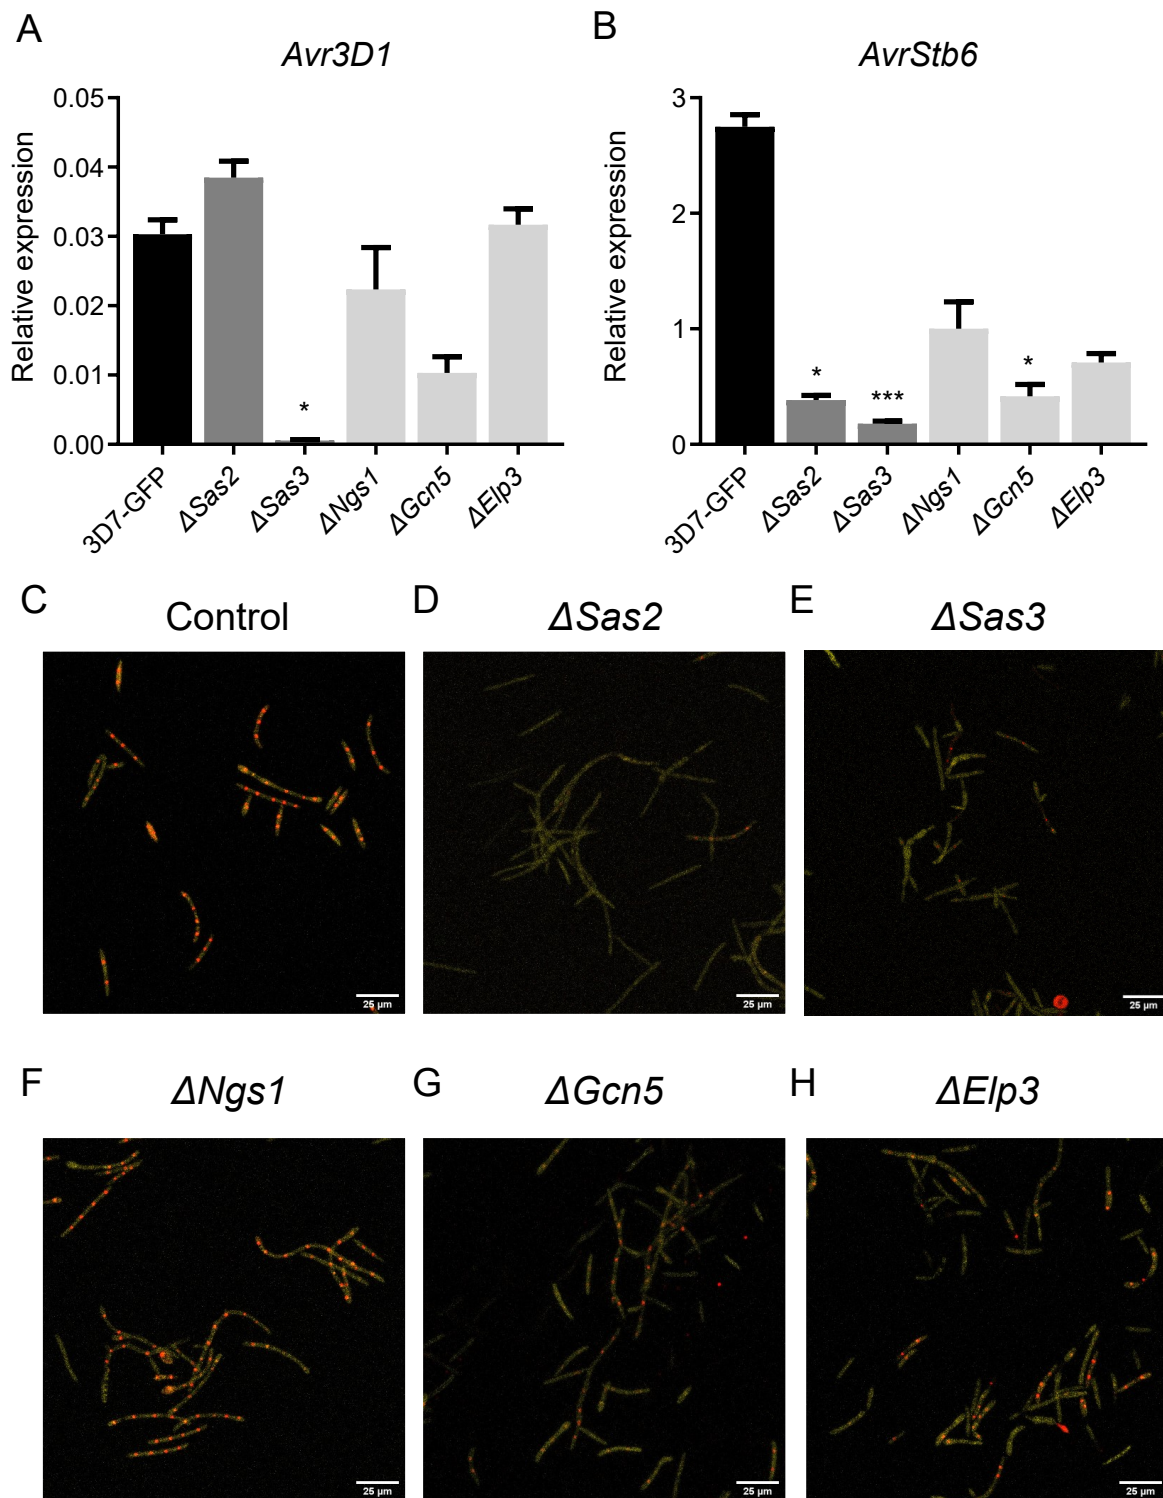 A
Avr3D1
Relative expression
0.05
0.04
0.03
0.02
0.01
0.00
*
3D7-GFP
ΔSas2
ΔSas3
ΔNgs1
ΔGcn5
ΔElp3
B
AvrStb6
Relative expression
3
2
1
0
*
***
*
3D7-GFP
ΔSas2
ΔSas3
ΔNgs1
ΔGcn5
ΔElp3
C
Control
25 µm
D
ΔSas2
25 µm
E
ΔSas3
25 µm
F
ΔNgs1
25 µm
G
ΔGcn5
25 µm
H
ΔElp3
25 µm